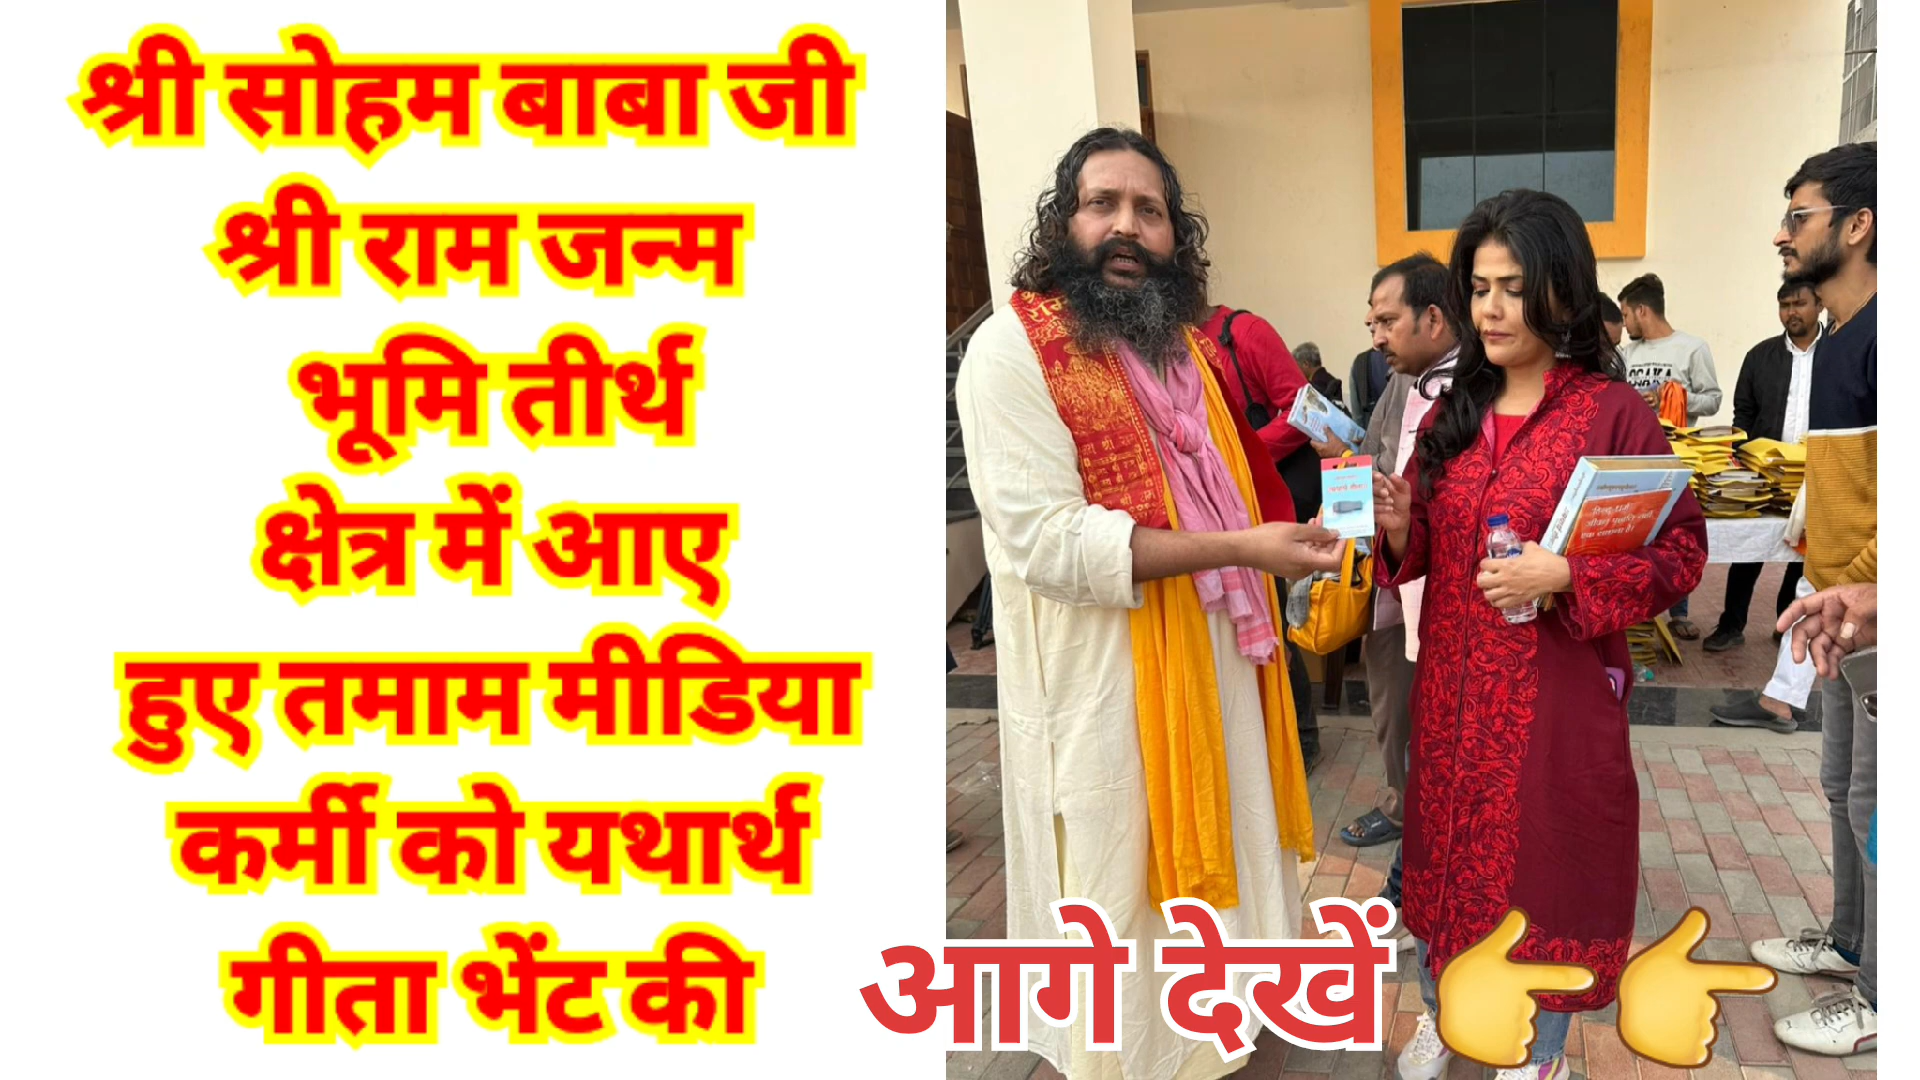 श्री सोहम बाबा जी
श्री राम जन्म
भूमि तीर्थ
क्षेत्र में आए
हुए तमाम मीडिया
कर्मी को यथार्थ
गीता भेंट की
आगे देखें